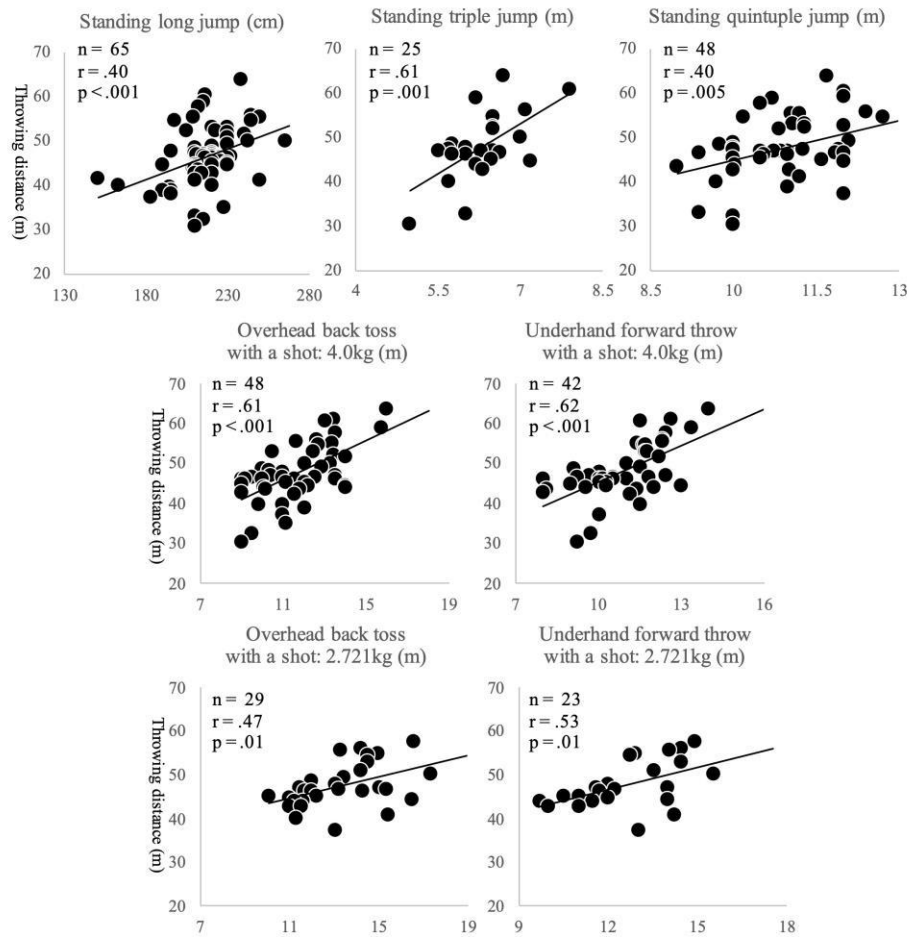 Standing long jump (cm)
n = 65
r = .40
p <.001
Throwing distance (m)
70
60
50
40
30
20
130
180
230
280
Standing triple jump (m)
n = 25
r = .61
p = .001
70
60
50
40
30
20
4
5.5
7
8.5
Standing quintuple jump (m)
n = 48
r = .40
p = .005
70
60
50
40
30
20
8.5
10
11.5
13
Overhead back toss
with a shot: 4.0kg (m)
n = 48
r = .61
p <.001
Throwing distance (m)
70
60
50
40
30
20
7
11
15
19
Underhand forward throw
with a shot: 4.0kg (m)
n = 42
r = .62
p <.001
70
60
50
40
30
20
7
10
13
16
Overhead back toss
with a shot: 2.721kg (m)
n = 29
r = .47
p = .01
Throwing distance (m)
70
60
50
40
30
20
7
11
15
19
Underhand forward throw
with a shot: 2.721kg (m)
n = 23
r = .53
p = .01
70
60
50
40
30
20
9
12
15
18